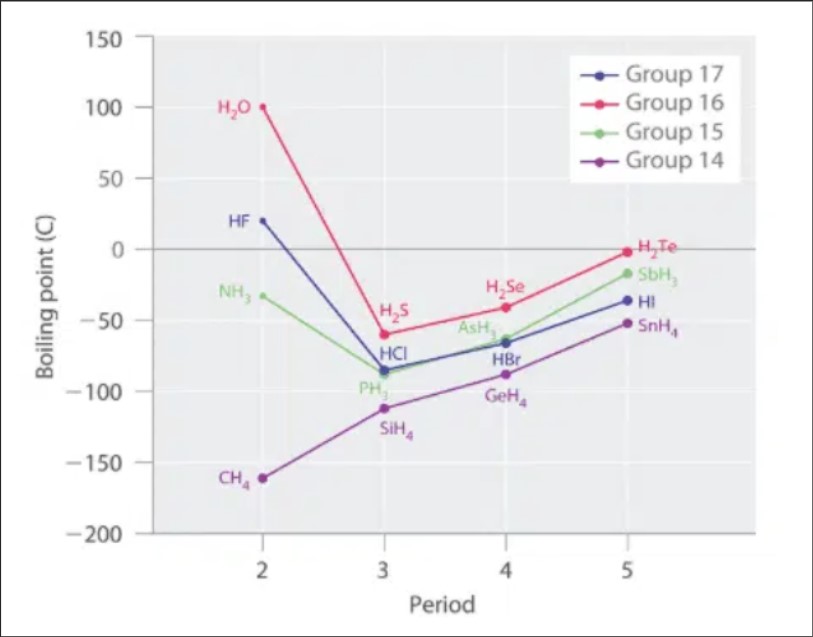 150
100
50
0
−50
−100
−150
−200
Boiling point (C)
2
3
4
5
Period
Group 17
Group 16
Group 15
Group 14
H₂O
HF
NH₃
CH₄
H₂S
HCl
PH₃
SiH₄
H₂Se
AsH₃
HBr
GeH₄
H₂Te
SbH₃
HI
SnH₄